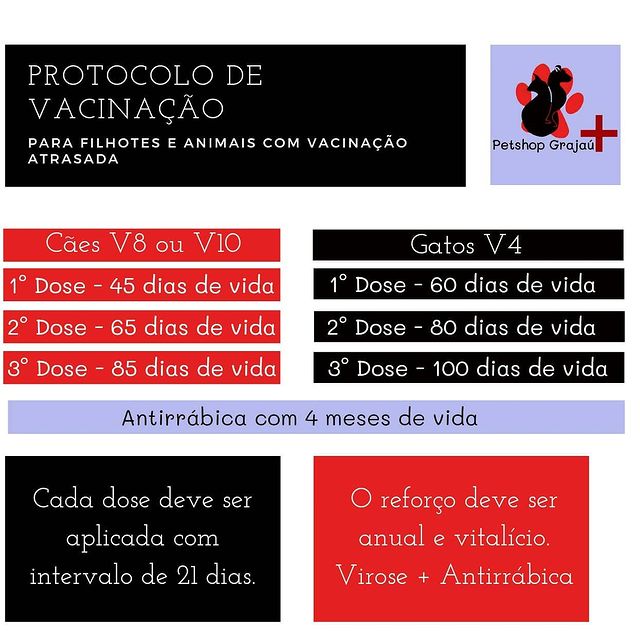 PROTOCOLO DE
VACINAÇÃO
PARA FILHOTES E ANIMAIS COM VACINAÇÃO
ATRASADA
Petshop Grajaú
Cães V8 ou V10
1° Dose - 45 dias de vida
2° Dose - 65 dias de vida
3° Dose - 85 dias de vida
Gatos V4
1° Dose - 60 dias de vida
2° Dose - 80 dias de vida
3° Dose - 100 dias de vida
Antirrábica com 4 meses de vida
Cada dose deve ser
aplicada com
intervalo de 21 dias.
O reforço deve ser
anual e vitalício.
Virose + Antirrábica